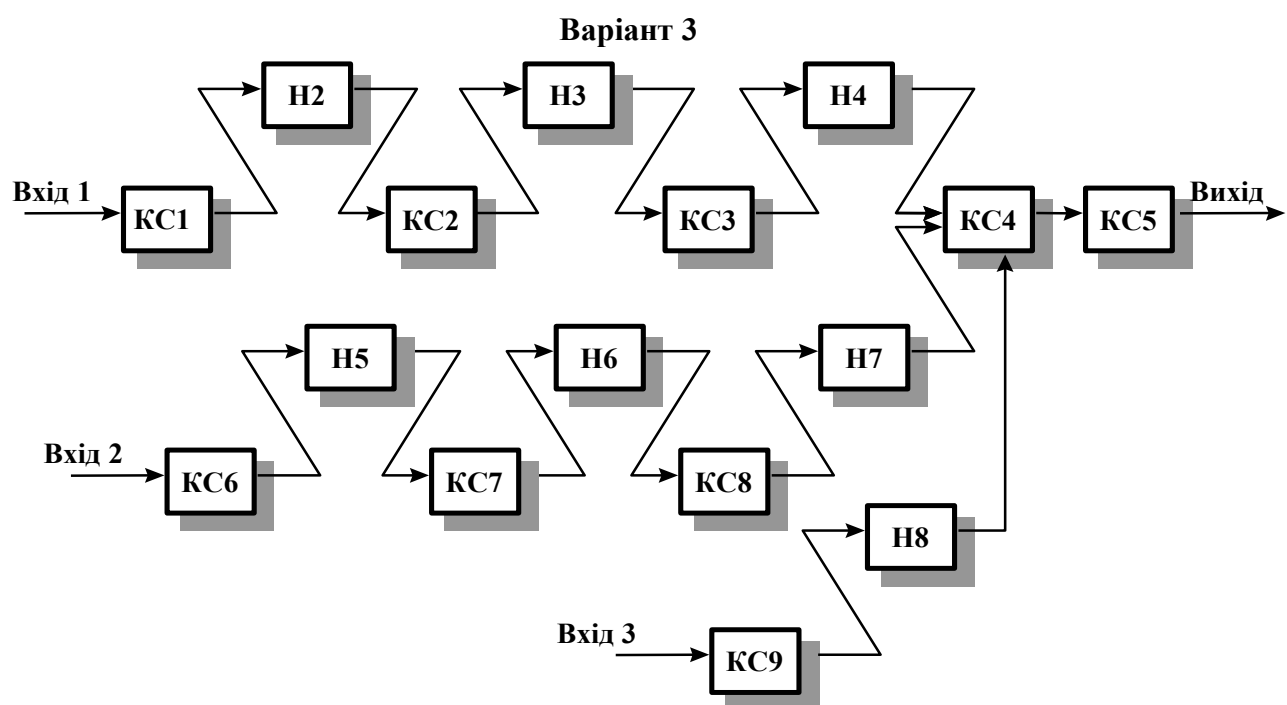 Варіант 3
Н2
Н3
Н4
Вхід 1
КС1
КС2
КС3
КС4
КС5
Вихід
Н5
Н6
Н7
Вхід 2
КС6
КС7
КС8
Н8
Вхід 3
КС9